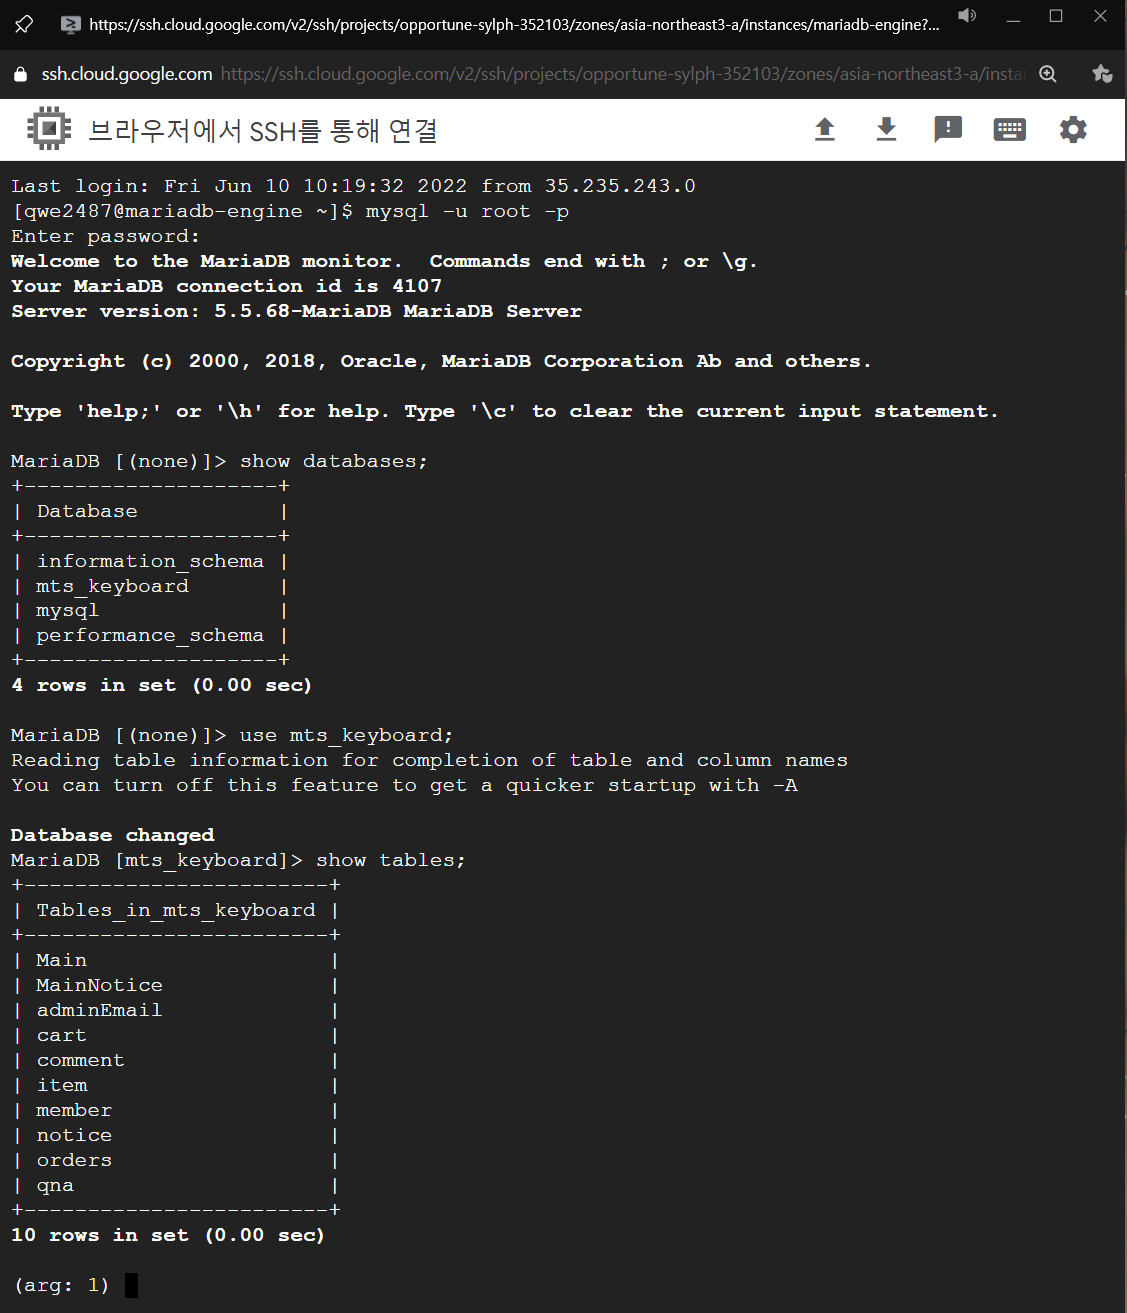 https://ssh.cloud.google.com/v2/ssh/projects/opportune-sylph-352103/zones/asia-northeast3-a/instances/mariadb-engine?...
ssh.cloud.google.com https://ssh.cloud.google.com/v2/ssh/projects/opportune-sylph-352103/zones/asia-northeast3-a/insta
브라우저에서 SSH를 통해 연결
Last login: Fri Jun 10 10:19:32 2022 from 35.235.243.0
[qwe2487@mariadb-engine ~]$ mysql -u root -p
Enter password:
Welcome to the MariaDB monitor.  Commands end with ; or \g.
Your MariaDB connection id is 4107
Server version: 5.5.68-MariaDB MariaDB Server
Copyright (c) 2000, 2018, Oracle, MariaDB Corporation Ab and others.
Type 'help;' or '\h' for help. Type '\c' to clear the current input statement.
MariaDB [(none)]> show databases;
+--------------------+
| Database           |
+--------------------+
| information_schema |
| mts_keyboard       |
| mysql              |
| performance_schema |
+--------------------+
4 rows in set (0.00 sec)
MariaDB [(none)]> use mts_keyboard;
Reading table information for completion of table and column names
You can turn off this feature to get a quicker startup with -A
Database changed
MariaDB [mts_keyboard]> show tables;
+------------------------+
| Tables_in_mts_keyboard |
+------------------------+
| Main                   |
| MainNotice             |
| adminEmail             |
| cart                   |
| comment                |
| item                   |
| member                 |
| notice                 |
| orders                 |
| qna                    |
+------------------------+
10 rows in set (0.00 sec)
(arg: 1)